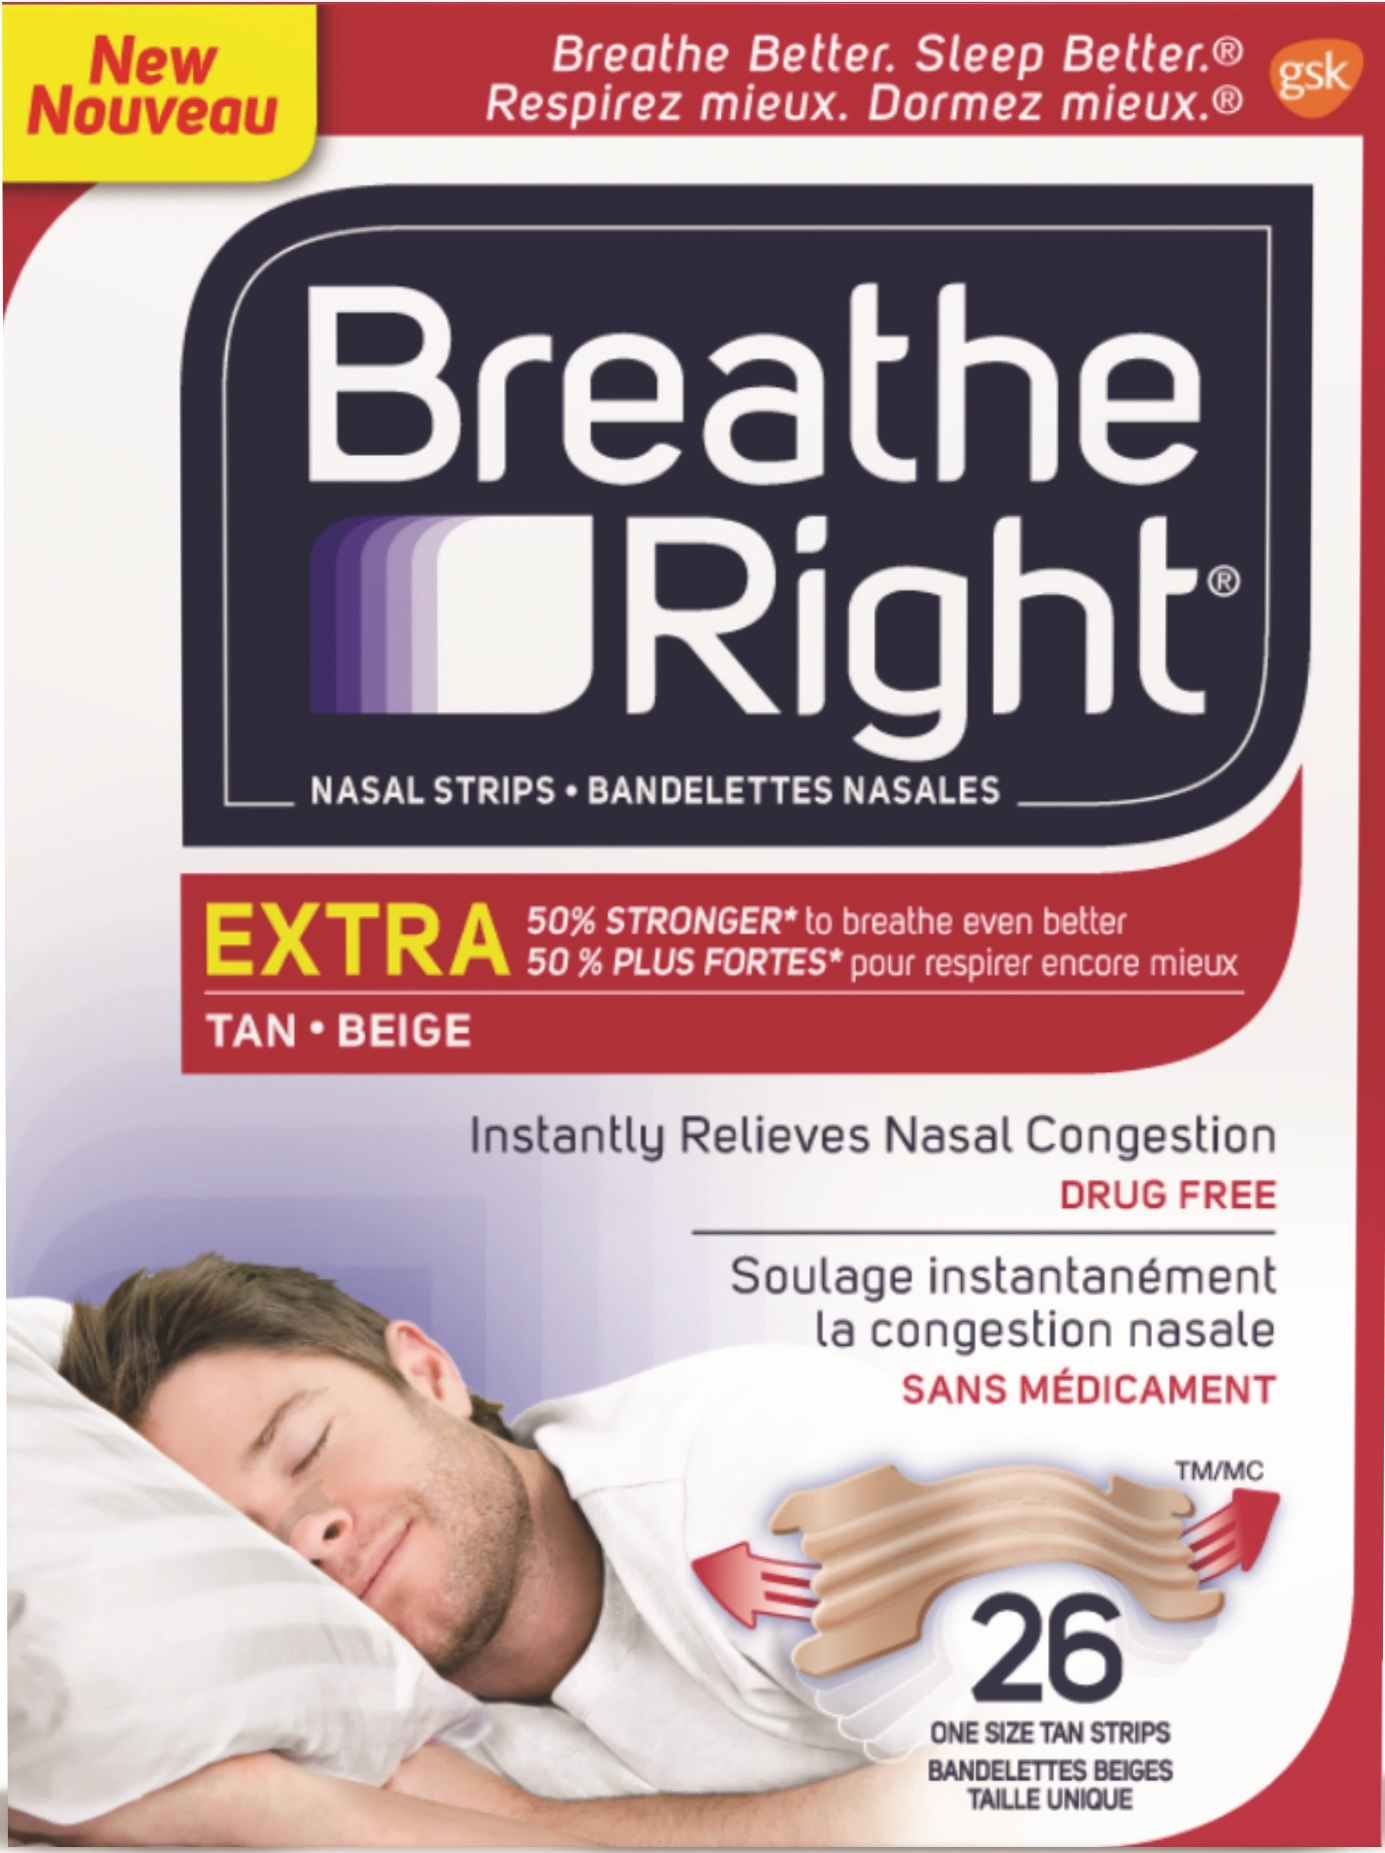 New
Nouveau
Breathe Better. Sleep Better.®
Respirez mieux. Dormez mieux.®
gsk
Breathe
Right®
NASAL STRIPS • BANDELETTES NASALES
EXTRA
50% STRONGER* to breathe even better
50 % PLUS FORTES* pour respirer encore mieux
TAN • BEIGE
Instantly Relieves Nasal Congestion
DRUG FREE
Soulage instantanément
la congestion nasale
SANS MÉDICAMENT
TM/MC
26
ONE SIZE TAN STRIPS
BANDELETTES BEIGES
TAILLE UNIQUE